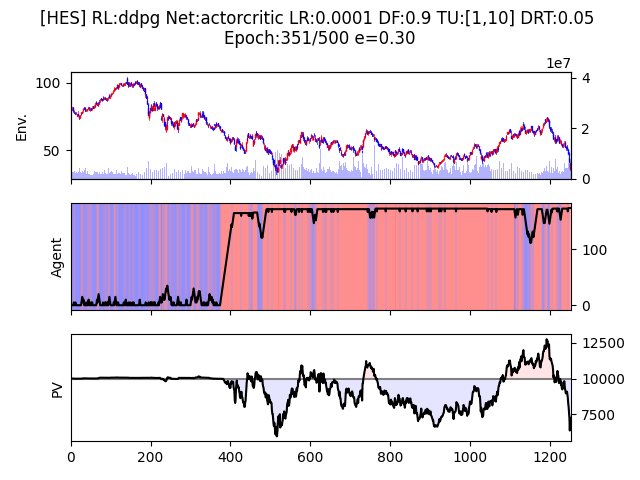 [HES] RL:ddpg Net:actorcritic LR:0.0001 DF:0.9 TU:[1,10] DRT:0.05
Epoch:351/500 e=0.30
1e7
100
50
Env.
4
2
0
Agent
100
0
PV
12500
10000
7500
0
200
400
600
800
1000
1200